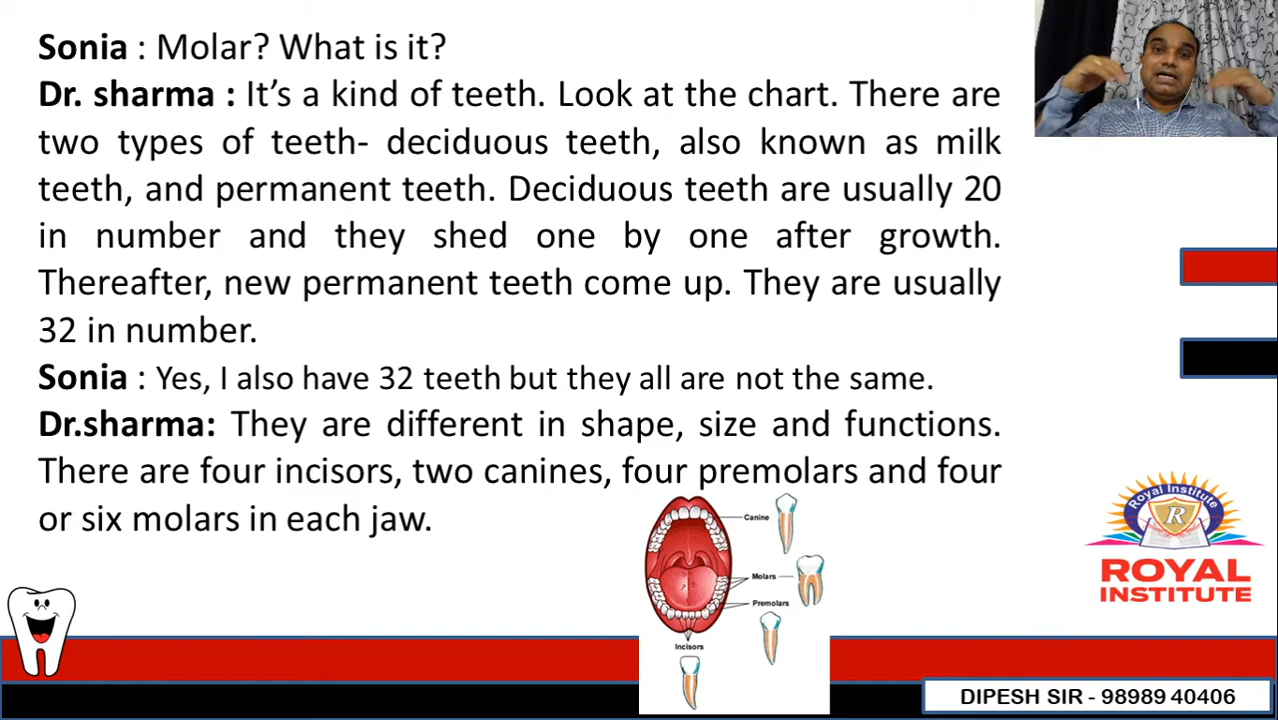 Sonia : Molar? What is it?
Dr. sharma : It’s a kind of teeth. Look at the chart. There are
two types of teeth- deciduous teeth, also known as milk
teeth, and permanent teeth. Deciduous teeth are usually 20
in number and they shed one by one after growth.
Thereafter, new permanent teeth come up. They are usually
32 in number.
Sonia : Yes, I also have 32 teeth but they all are not the same.
Dr.sharma: They are different in shape, size and functions.
There are four incisors, two canines, four premolars and four
or six molars in each jaw.
Canine
Molars
Premolars
Incisors
Royal Institute
R
ROYAL
INSTITUTE
DIPESH SIR - 98989 40406